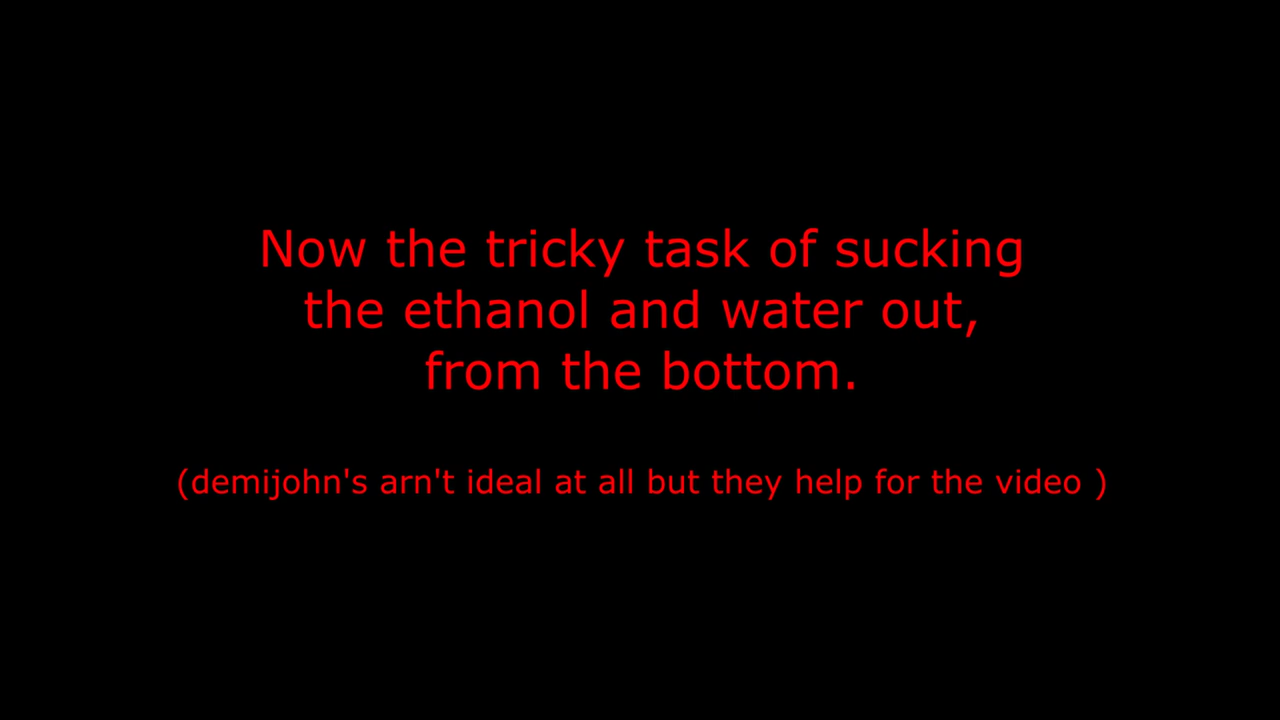 Now the tricky task of sucking
the ethanol and water out,
from the bottom.
(demijohn's arn't ideal at all but they help for the video )